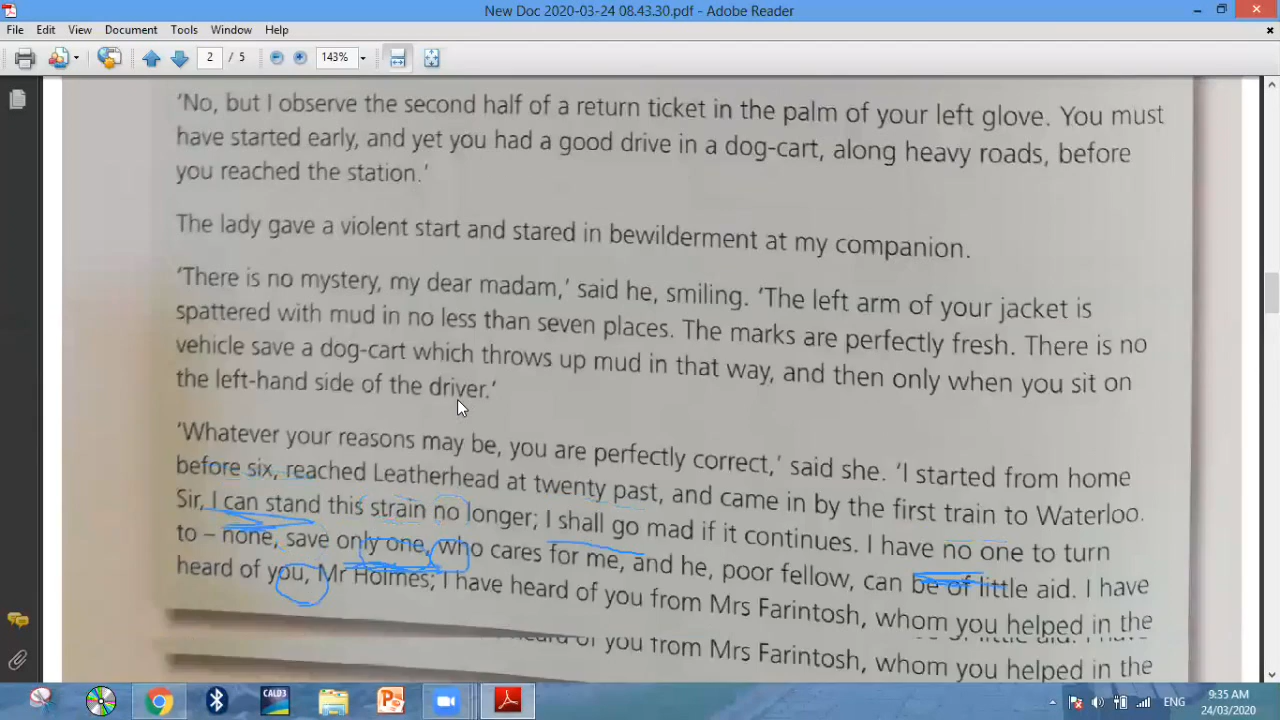 New Doc 2020-03-24 08.43.30.pdf - Adobe Reader
File Edit View Document Tools Window Help
2 / 5 143%
‘No, but I observe the second half of a return ticket in the palm of your left glove. You must
have started early, and yet you had a good drive in a dog-cart, along heavy roads, before
you reached the station.’
The lady gave a violent start and stared in bewilderment at my companion.
‘There is no mystery, my dear madam,’ said he, smiling. ‘The left arm of your jacket is
spattered with mud in no less than seven places. The marks are perfectly fresh. There is no
vehicle save a dog-cart which throws up mud in that way, and then only when you sit on
the left-hand side of the driver.’
‘Whatever your reasons may be, you are perfectly correct,’ said she. ‘I started from home
before six, reached Leatherhead at twenty past, and came in by the first train to Waterloo.
Sir, I can stand this strain no longer; I shall go mad if it continues. I have no one to turn
to – none, save only one, who cares for me, and he, poor fellow, can be of little aid. I have
heard of you, Mr Holmes; I have heard of you from Mrs Farintosh, whom you helped in the
heard of you from Mrs Farintosh, whom you helped in the
CALD3
ENG
9:35 AM
24/03/2020